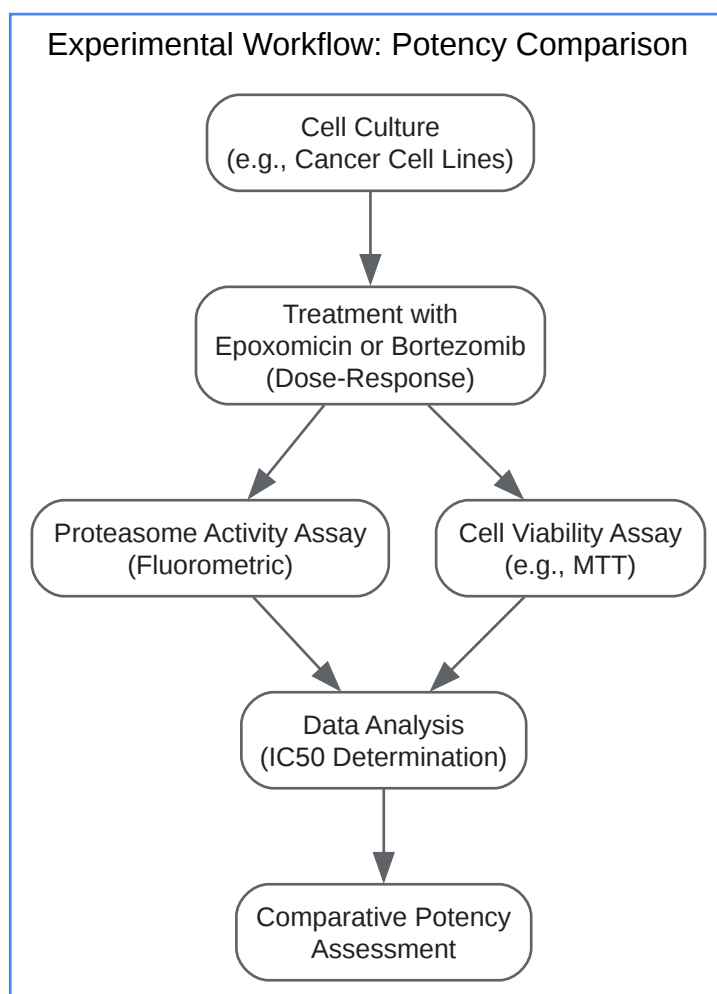 Experimental Workflow: Potency Comparison
Cell Culture
(e.g., Cancer Cell Lines)
Treatment with
Epoxomicin or Bortezomib
(Dose-Response)
Proteasome Activity Assay
(Fluorometric)
Cell Viability Assay
(e.g., MTT)
Data Analysis
(IC50 Determination)
Comparative Potency
Assessment